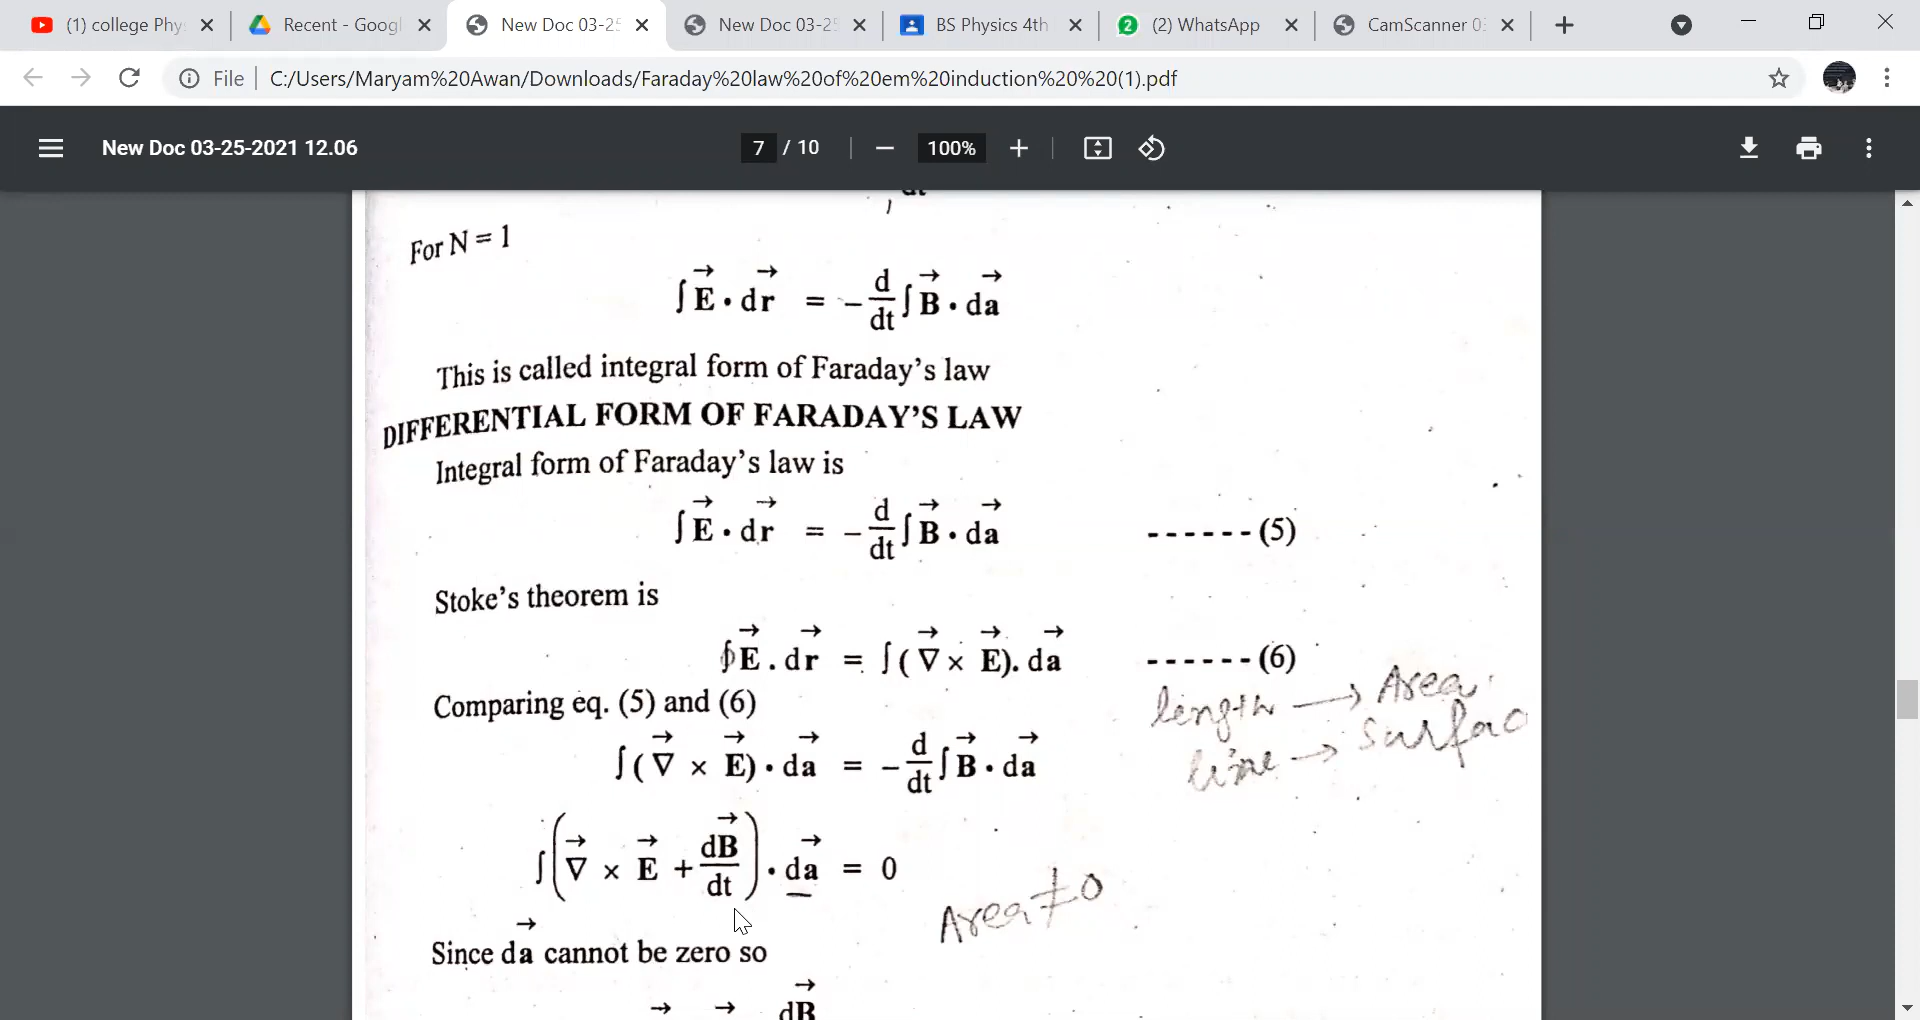 (1) college Phy
Recent - Googl
New Doc 03-25
New Doc 03-25
BS Physics 4th
(2) WhatsApp
CamScanner 03
File
C:/Users/Maryam%20Awan/Downloads/Faraday%20law%20of%20em%20induction%20%20(1).pdf
New Doc 03-25-2021 12.06
7 / 10
100%
dt
For N = 1
∫E⃗ · dr⃗ = - d/dt ∫B⃗ · da⃗
This is called integral form of Faraday's law
DIFFERENTIAL FORM OF FARADAY'S LAW
Integral form of Faraday's law is
∫E⃗ · dr⃗ = - d/dt ∫B⃗ · da⃗ ------(5)
Stoke's theorem is
∮E⃗ . dr⃗ = ∫(∇⃗ × E⃗). da⃗ ------(6)
length → Area
Comparing eq. (5) and (6)
line → Surfac
∫(∇⃗ × E⃗) · da⃗ = - d/dt ∫B⃗ · da⃗
∫(∇⃗ × E⃗ + dB⃗/dt) · da⃗ = 0
Area ≠ 0
Since da⃗ cannot be zero so
dB⃗